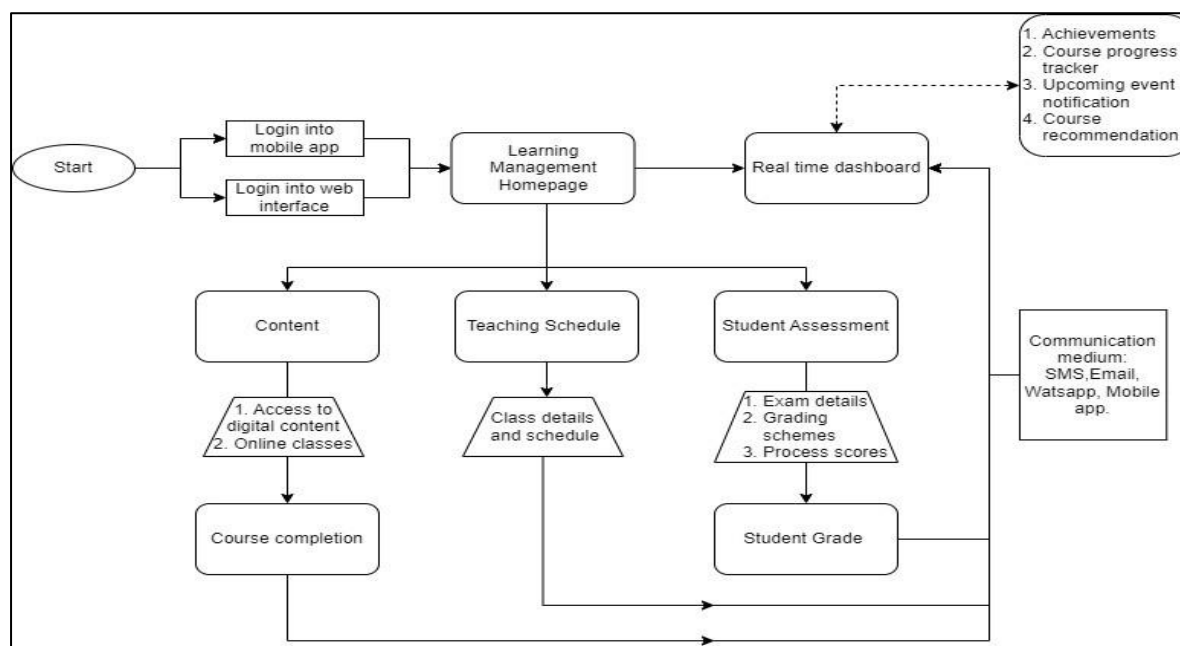 1. Achievements
2. Course progress
tracker
3. Upcoming event
notification
4. Course
recommendation
Start
Login into
mobile app
Login into web
interface
Learning
Management
Homepage
Real time dashboard
Content
Teaching Schedule
Student Assessment
Communication
medium:
SMS,Email,
Watsapp, Mobile
app.
1. Access to
digital content
2. Online classes
Class details
and schedule
1. Exam details
2. Grading
schemes
3. Process scores
Course completion
Student Grade